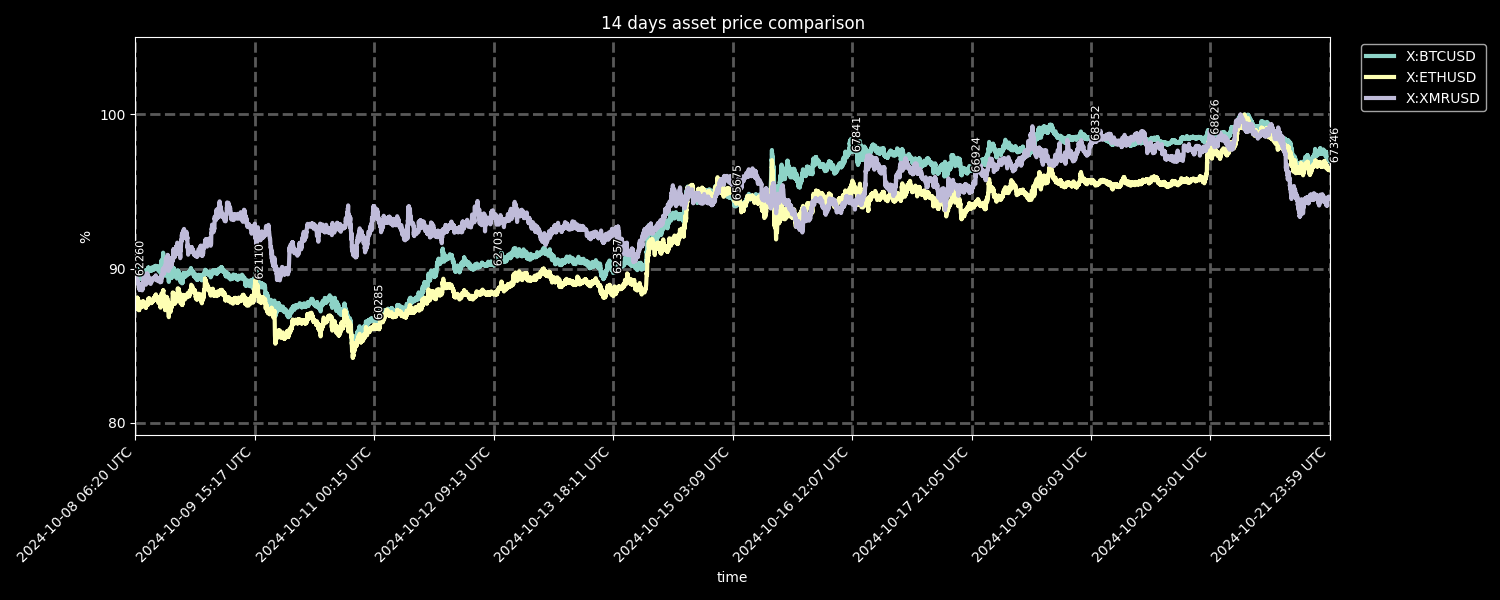 14 days asset price comparison
X:BTCUSD
X:ETHUSD
X:XMRUSD
100
90
80
%
62260
62110
60285
62703
62357
65675
67841
66924
68352
68626
67346
2024-10-08 06:20 UTC
2024-10-09 15:17 UTC
2024-10-11 00:15 UTC
2024-10-12 09:13 UTC
2024-10-13 18:11 UTC
2024-10-15 03:09 UTC
2024-10-16 12:07 UTC
2024-10-17 21:05 UTC
2024-10-19 06:03 UTC
2024-10-20 15:01 UTC
2024-10-21 23:59 UTC
time